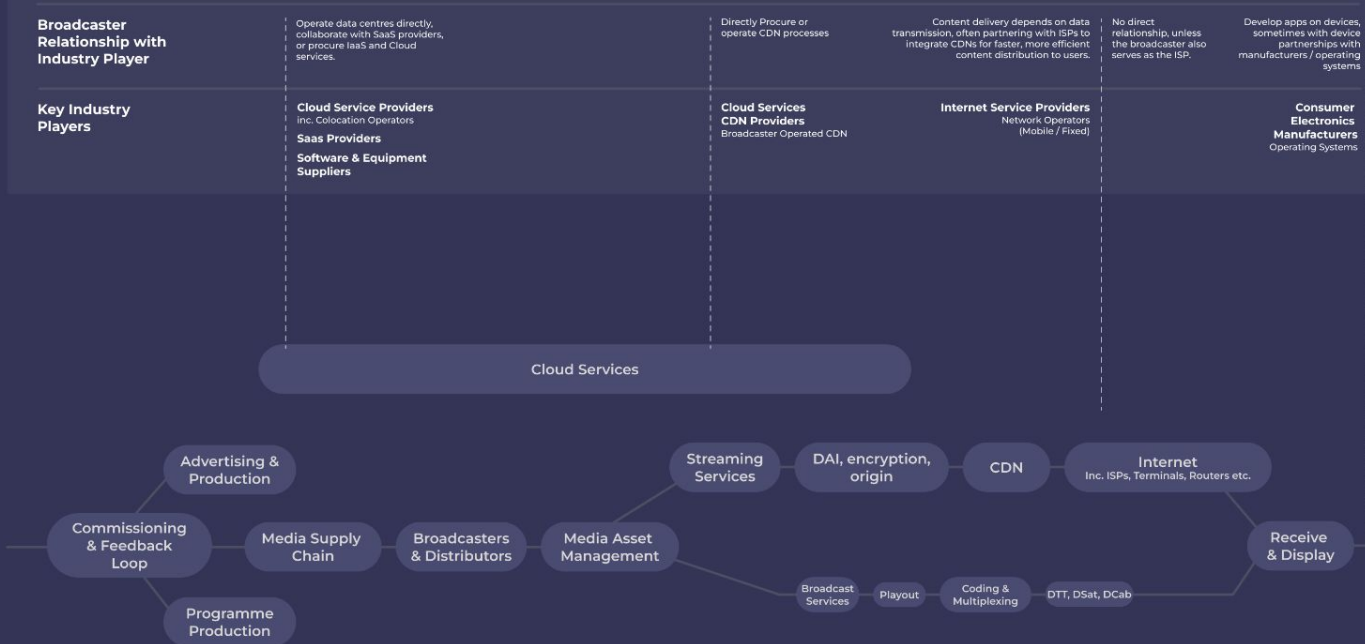 Broadcaster
Relationship with
Industry Player
Operate data centres directly,
collaborate with SaaS providers,
or procure IaaS and Cloud
services.
Directly Procure or
operate CDN processes
Content delivery depends on data
transmission, often partnering with ISPs to
integrate CDNs for faster, more efficient
content distribution to users.
No direct
relationship, unless
the broadcaster also
serves as the ISP.
Develop apps on devices,
sometimes with device
partnerships with
manufacturers / operating
systems
Key Industry
Players
Cloud Service Providers
inc. Colocation Operators
Saas Providers
Software & Equipment
Suppliers
Cloud Services
CDN Providers
Broadcaster Operated CDN
Internet Service Providers
Network Operators
(Mobile / Fixed)
Consumer
Electronics
Manufacturers
Operating Systems
Cloud Services
Advertising &
Production
Commissioning
& Feedback
Loop
Programme
Production
Media Supply
Chain
Broadcasters
& Distributors
Media Asset
Management
Streaming
Services
DAI, encryption,
origin
CDN
Internet
Inc. ISPs, Terminals, Routers etc.
Broadcast
Services
Playout
Coding &
Multiplexing
DTT, DSat, DCab
Receive
& Display